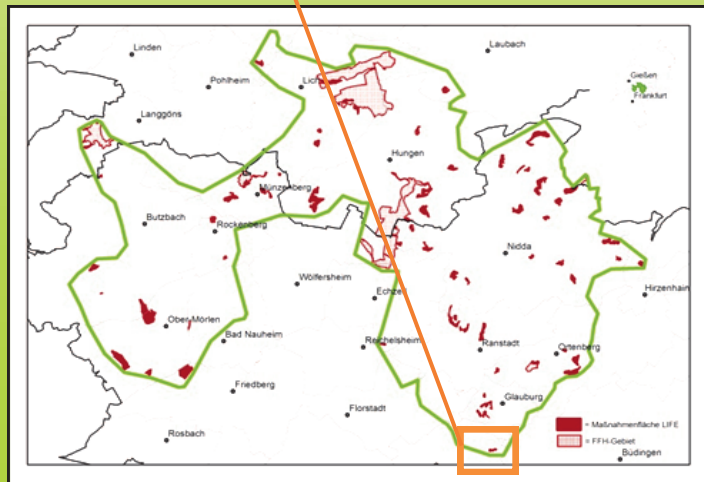 Linden
Laubach
Pohlheim
Lich
Gießen
Frankfurt
Langgöns
Hungen
Münzenberg
Butzbach
Rockenberg
Nidda
Wölfersheim
Echzell
Hirzenhain
Ober-Mörlen
Bad Nauheim
Reichelsheim
Ranstadt
Ortenberg
Friedberg
Glauburg
Florstadt
= Maßnahmenfläche LIFE
Rosbach
= FFH-Gebiet
Büdingen